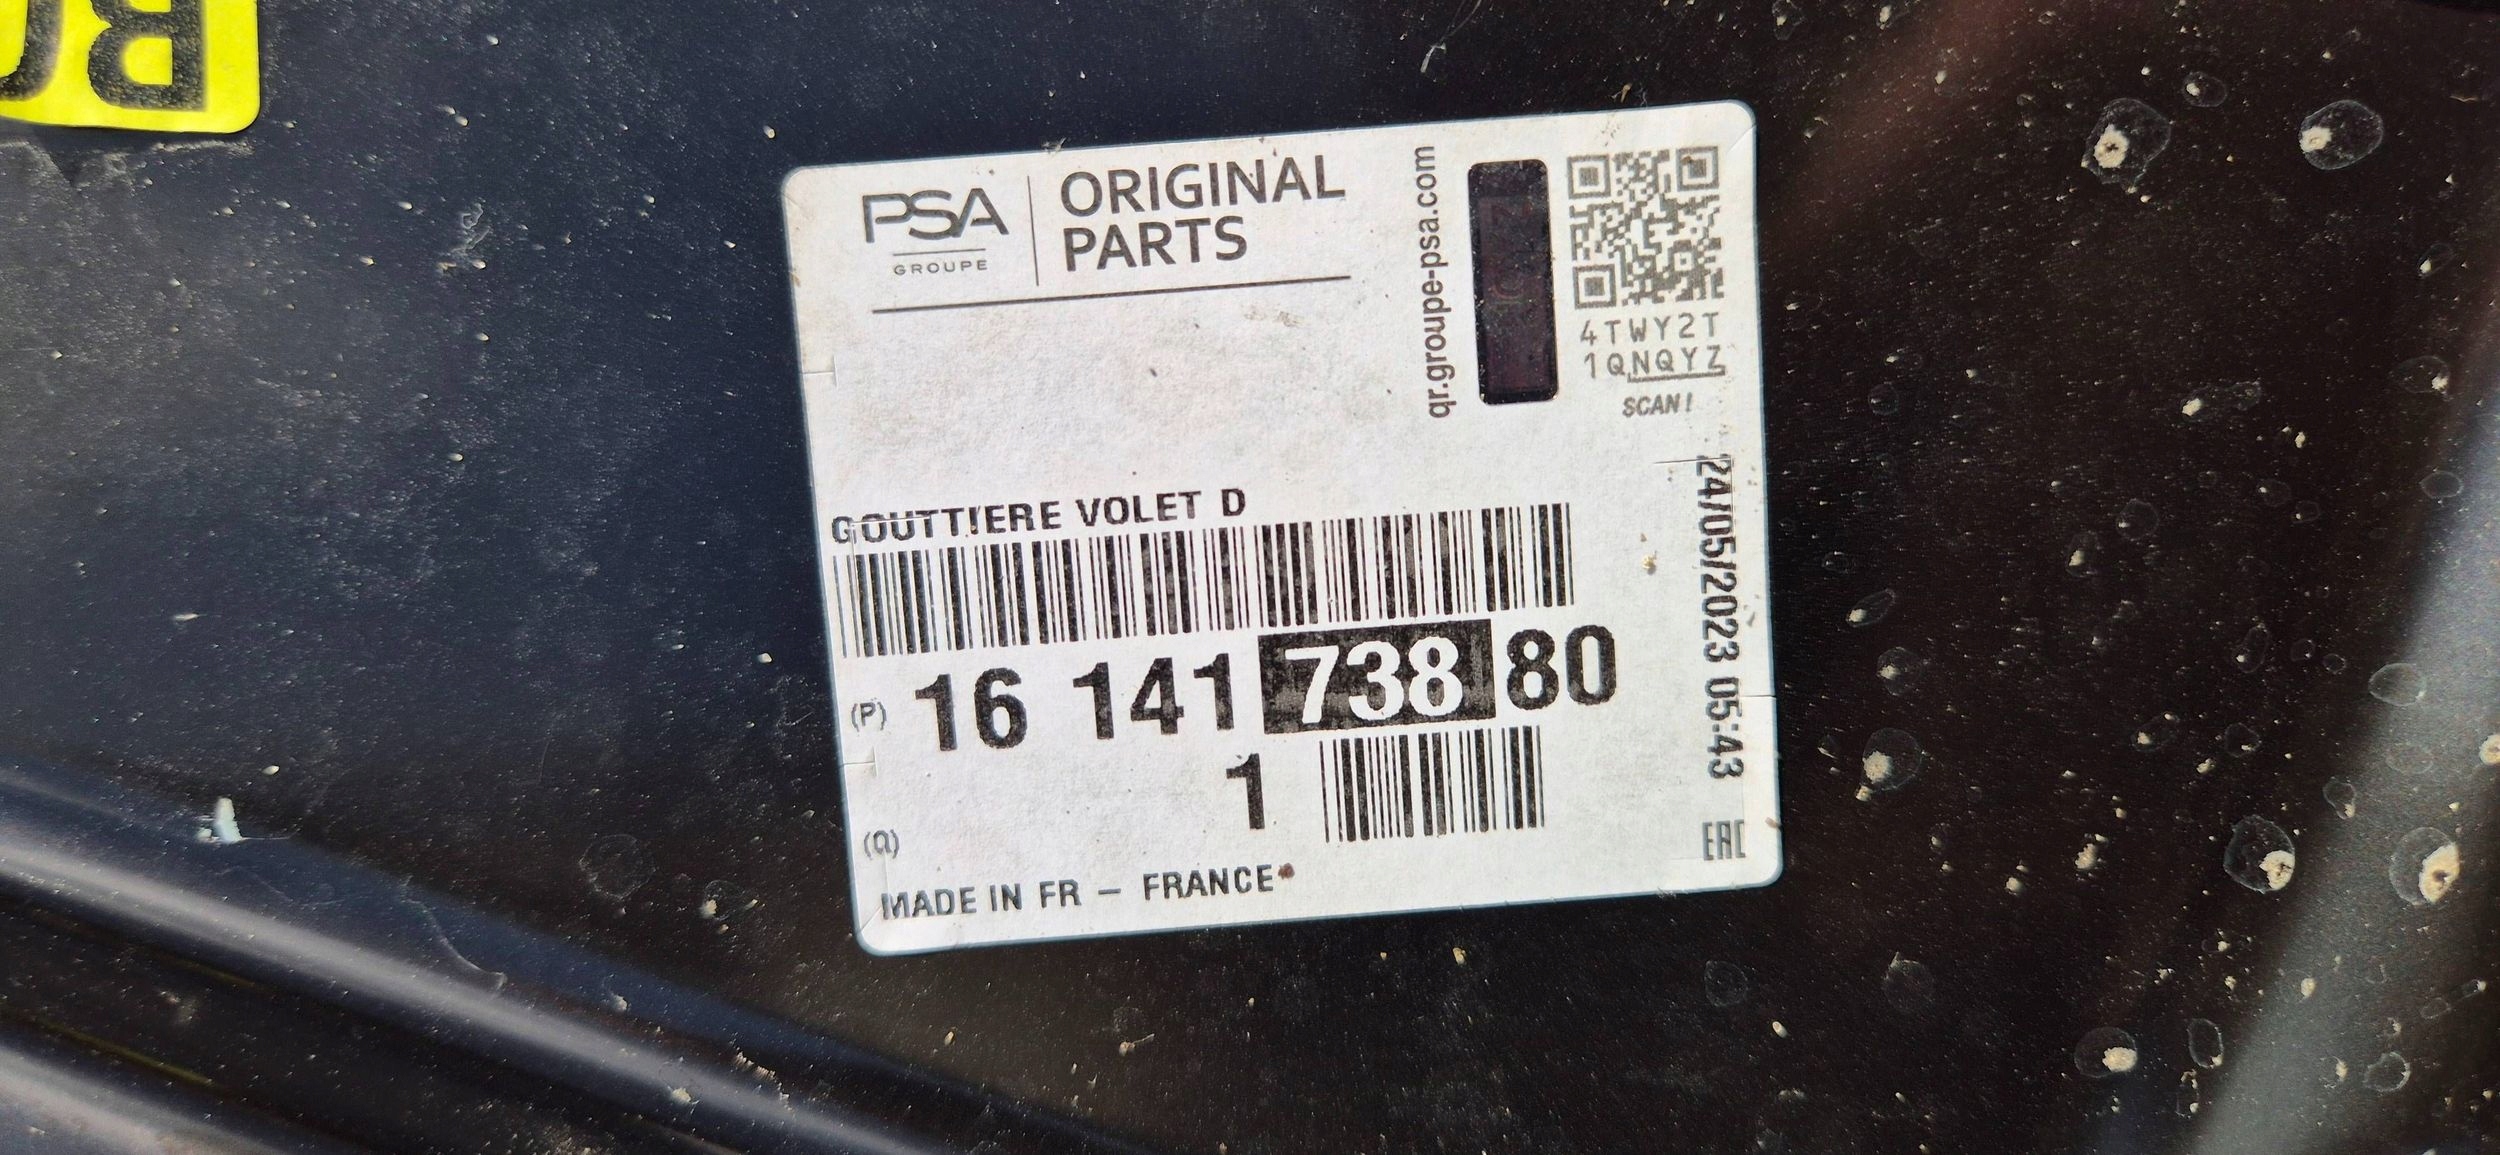 PSA
GROUPE
ORIGINAL
PARTS
qr.groupe-psa.com
4TWY2T
1QNQYZ
SCAN!
24/05/2023 05:43
GOUTTIERE VOLET D
(P) 16 141 738 80
(Q) 1
MADE IN FR – FRANCE
EAC